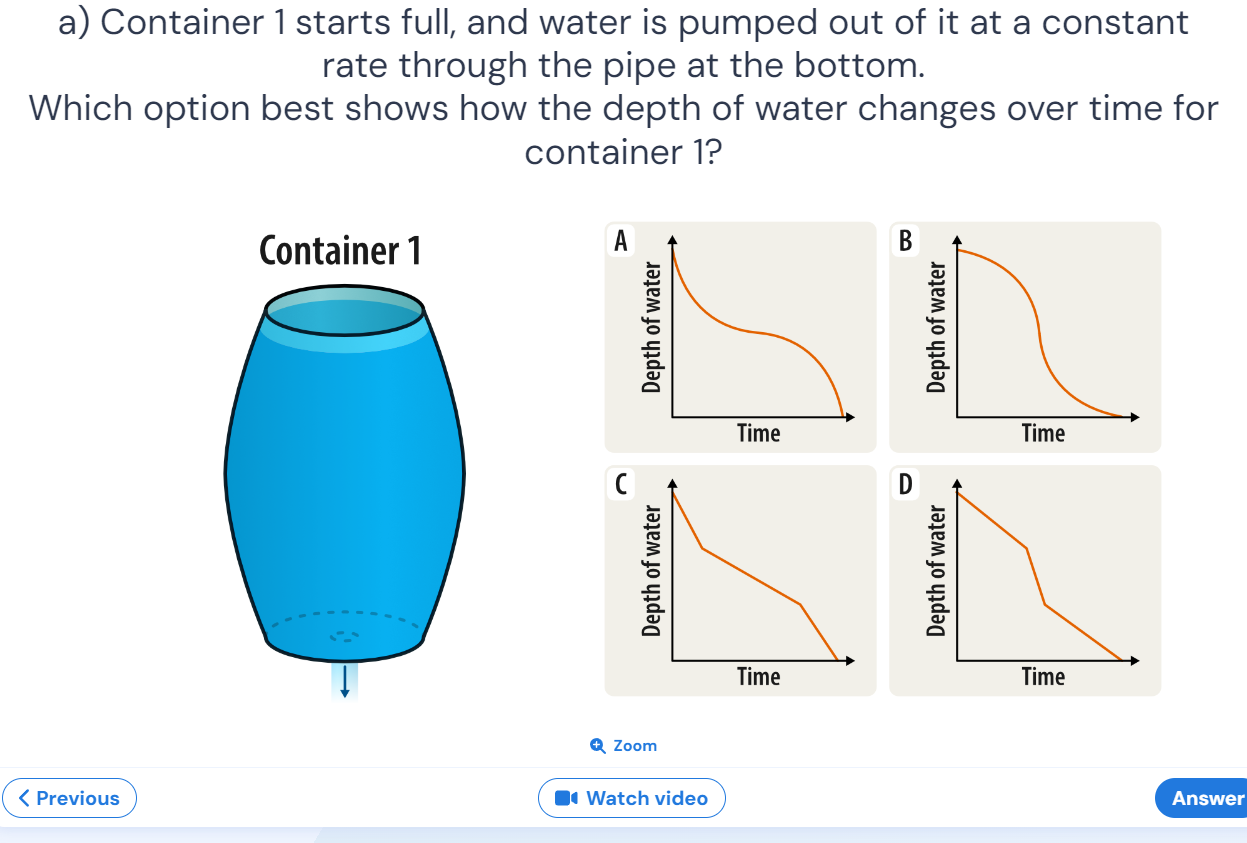 a) Container 1 starts full, and water is pumped out of it at a constant
rate through the pipe at the bottom.
Which option best shows how the depth of water changes over time for
container 1?
Container 1
A
Depth of water
Time
B
Depth of water
Time
C
Depth of water
Time
D
Depth of water
Time
Zoom
Previous
Watch video
Answer